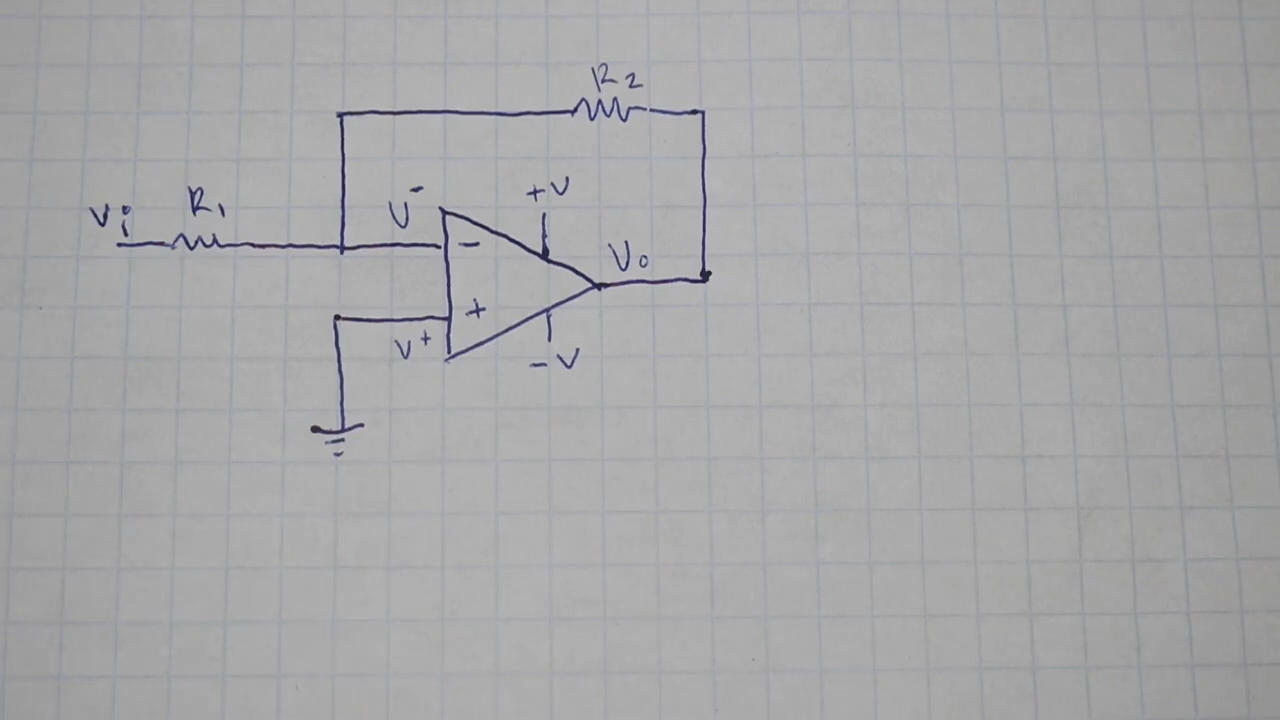 R₂
+V
Vi R₁ V⁻
- Vₒ
+
V⁺
-V